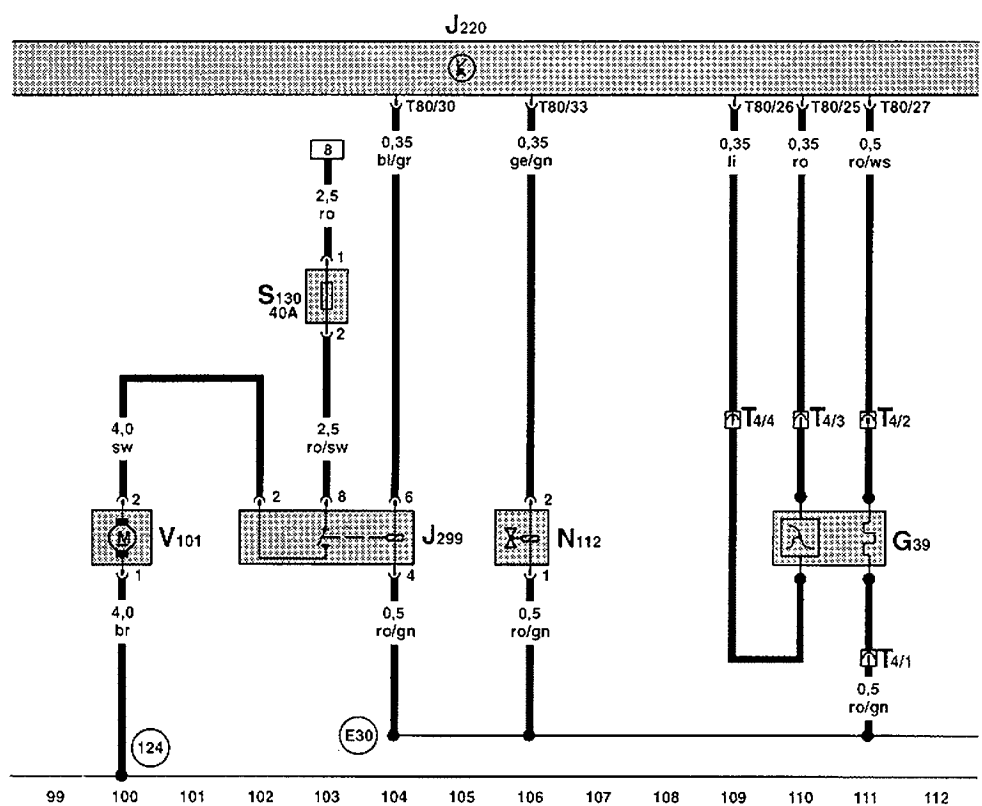 J220
T80/30 T80/33 T80/26 T80/25 T80/27
0,35 0,35 0,35 0,35 0,5
bl/gr ge/gn li ro ro/ws
8
2,5
ro
1
S130
40A
2
T4/4 T4/3 T4/2
4,0 2,5
sw ro/sw
2 2 8 6 2
M V101 J299 N112 G39
1 4 1
4,0 0,5 0,5
br ro/gn ro/gn
T4/1
0,5
ro/gn
124 E30
99 100 101 102 103 104 105 106 107 108 109 110 111 112